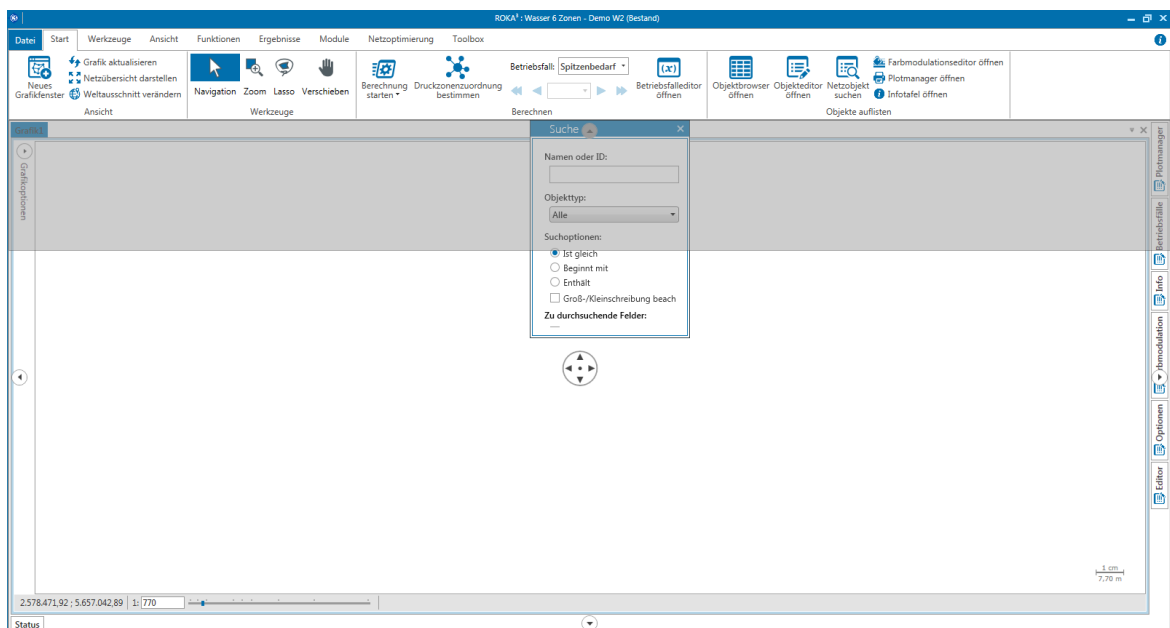 ROKA³ : Wasser 6 Zonen - Demo W2 (Bestand)
Datei Start Werkzeuge Ansicht Funktionen Ergebnisse Module Netzoptimierung Toolbox
Neues Grafikfenster
Grafik aktualisieren
Netzübersicht darstellen
Weltausschnitt verändern
Ansicht
Navigation Zoom Lasso Verschieben
Werkzeuge
Berechnung starten
Druckzonenzuordnung bestimmen
Betriebsfall: Spitzenbedarf
(x)
Betriebsfalleditor öffnen
Berechnen
Objektbrowser öffnen
Objekteditor öffnen
Netzobjekt suchen
Farbmodulationseditor öffnen
Plotmanager öffnen
Infotafel öffnen
Objekte auflisten
Grafik1
Grafikoptionen
Suche
Namen oder ID:
Objekttyp:
Alle
Suchoptionen:
Ist gleich
Beginnt mit
Enthält
Groß-/Kleinschreibung beach
Zu durchsuchende Felder:
Plotmanager
Betriebsfälle
Info
rbmodulation
Optionen
Editor
1 cm
7,70 m
2.578.471,92 ; 5.657.042,89 1: 770
Status